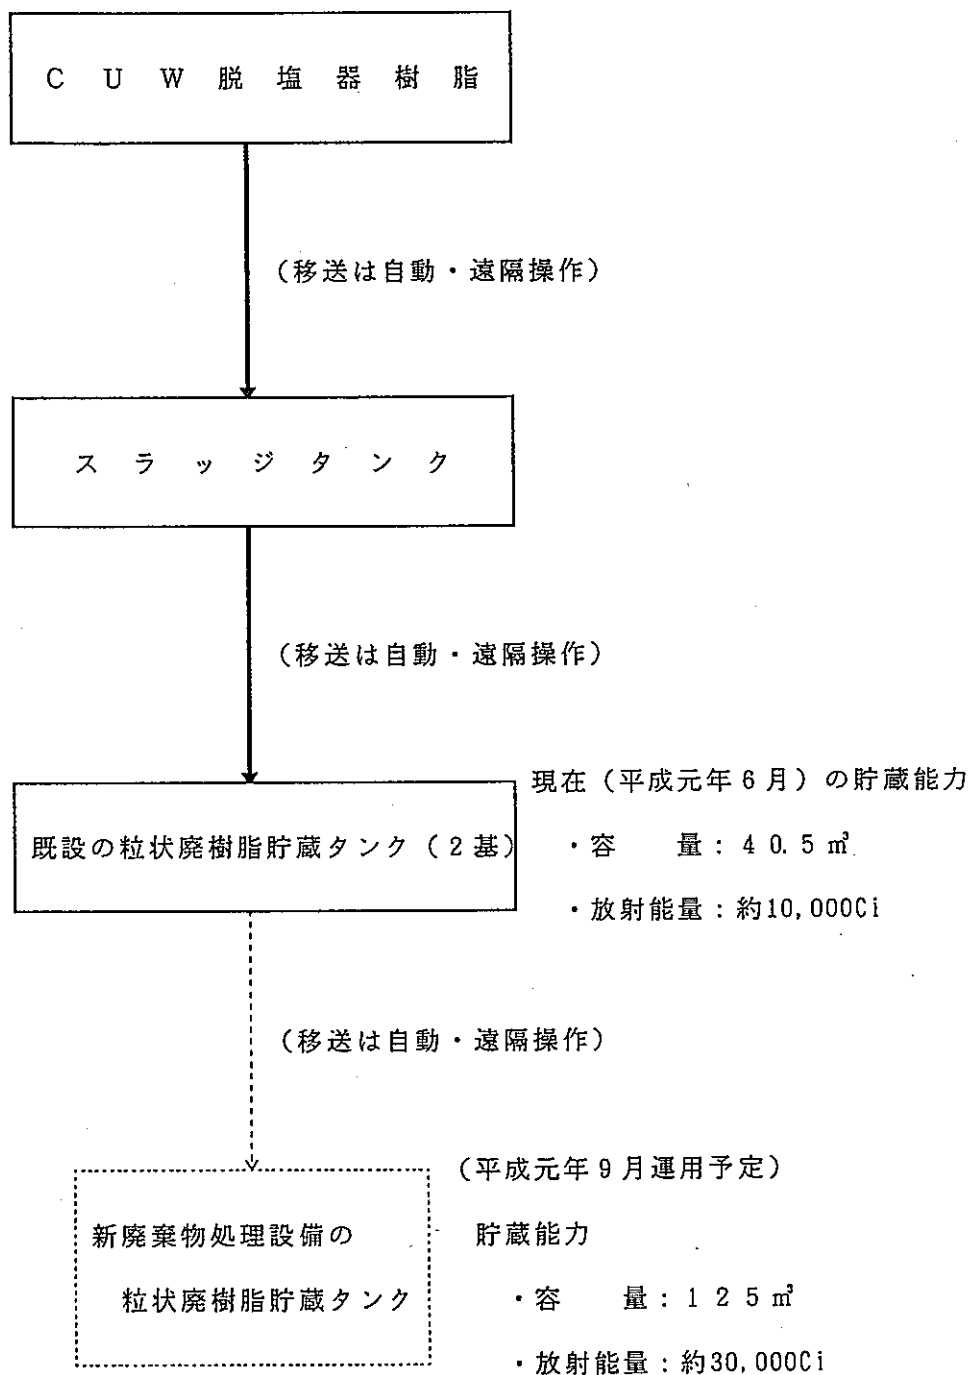 CUW脱塩器樹脂
(移送は自動・遠隔操作)
スラッジタンク
(移送は自動・遠隔操作)
既設の粒状廃樹脂貯蔵タンク(2基)
現在(平成元年6月)の貯蔵能力
・容　量:40.5㎥
・放射能量:約10,000Ci
(移送は自動・遠隔操作)
新廃棄物処理設備の
粒状廃樹脂貯蔵タンク
(平成元年9月運用予定)
貯蔵能力
・容　量:125㎥
・放射能量:約30,000Ci